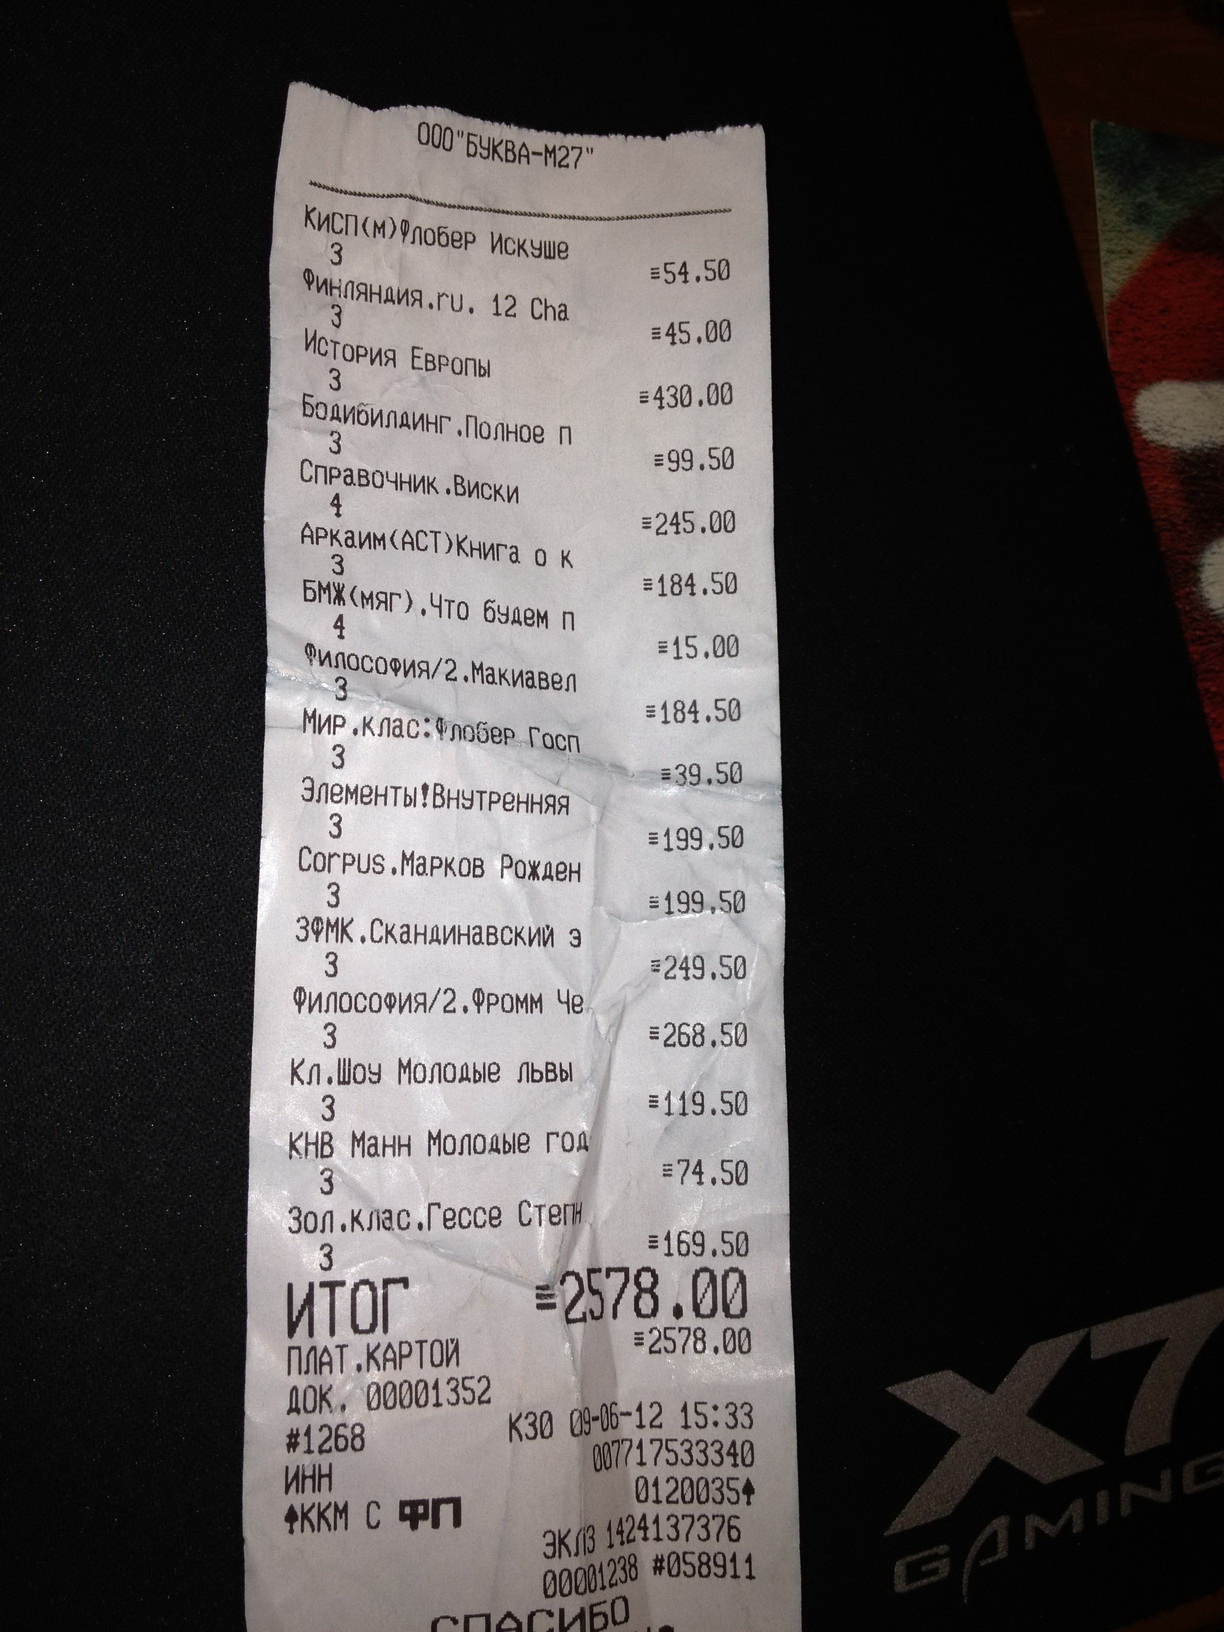 ООО"БУКВА-М27"
КИСП(м)Флобер Искуше
3
≡54.50
Финляндия.ru. 12 Cha
3
≡45.00
История Европы
3
≡430.00
Бодибилдинг.Полное п
3
≡99.50
Справочник.Виски
4
≡245.00
Аркаим(АСТ)Книга о к
3
≡184.50
БМЖ(мяг).Что будем п
4
≡15.00
Философия/2.Макиавел
3
≡184.50
Мир.клас:Флобер Госп
3
≡39.50
Элементы!Внутренняя
3
≡199.50
Corpus.Марков Рожден
3
≡199.50
ЗФМК.Скандинавский э
3
≡249.50
Философия/2.Фромм Че
3
≡268.50
Кл.Шоу Молодые львы
3
≡119.50
КНВ Манн Молодые год
3
≡74.50
Зол.клас.Гессе Степн
3
≡169.50
ИТОГ ≡2578.00
ПЛАТ.КАРТОЙ ≡2578.00
ДОК. 00001352
#1268 К30 09-06-12 15:33
ИНН 007717533340
ККМ С ФП 0120035
ЭКЛЗ 1424137376
00001238 #058911
СПАСИБО
X7
GAMING